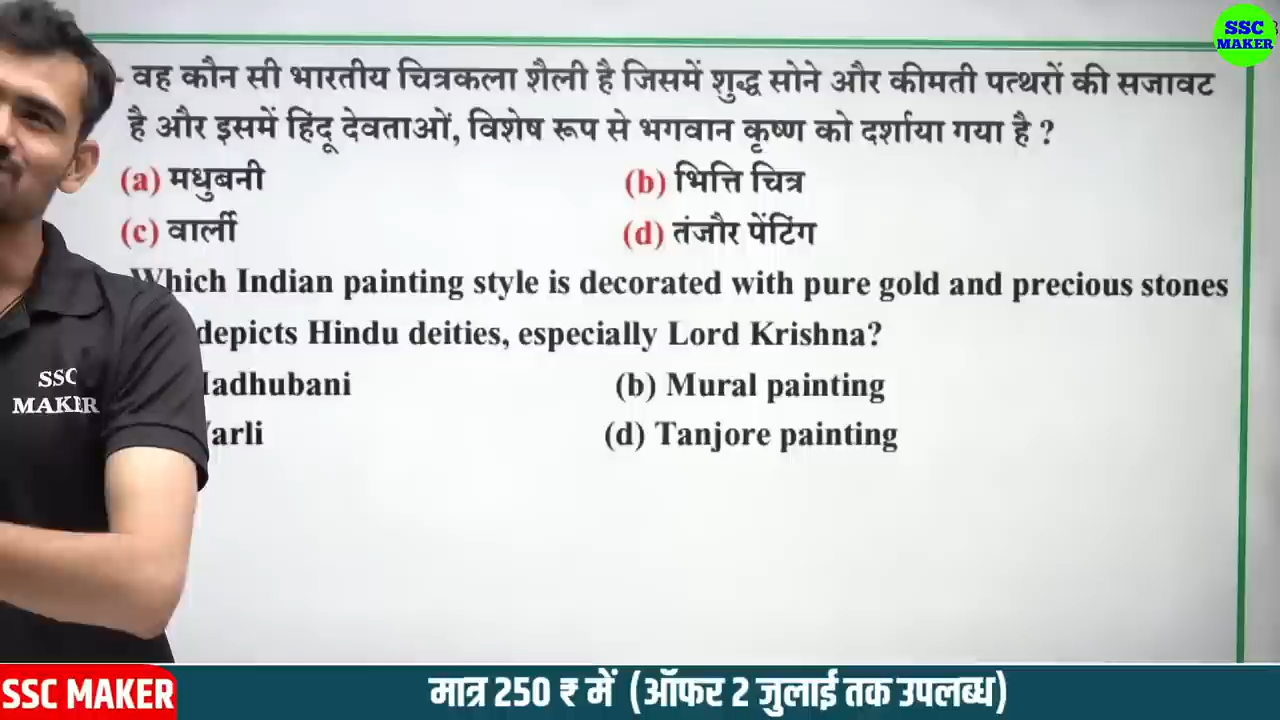 SSC
MAKER
वह कौन सी भारतीय चित्रकला शैली है जिसमें शुद्ध सोने और कीमती पत्थरों की सजावट
है और इसमें हिंदू देवताओं, विशेष रूप से भगवान कृष्ण को दर्शाया गया है ?
(a) मधुबनी (b) भित्ति चित्र
(c) वार्ली (d) तंजौर पेंटिंग
Which Indian painting style is decorated with pure gold and precious stones
depicts Hindu deities, especially Lord Krishna?
(b) Mural painting
(d) Tanjore painting
SSC
MAKER
SSC MAKER
मात्र 250 ₹ में (ऑफर 2 जुलाई तक उपलब्ध)